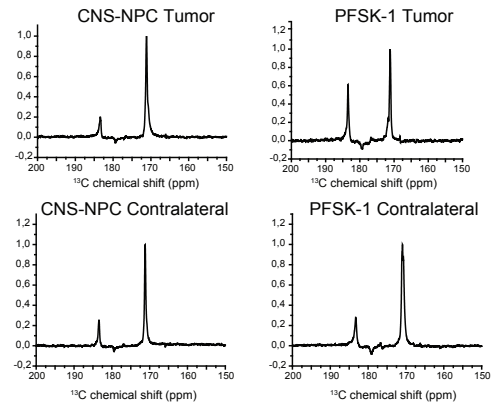 CNS-NPC Tumor
1,0
0,8
0,6
0,4
0,2
0,0
-0,2
200 190 180 170 160 150
13C chemical shift (ppm)
PFSK-1 Tumor
1,2
1,0
0,8
0,6
0,4
0,2
0,0
-0,2
200 190 180 170 160 150
13C chemical shift (ppm)
CNS-NPC Contralateral
1,2
1,0
0,8
0,6
0,4
0,2
0,0
-0,2
200 190 180 170 160 150
13C chemical shift (ppm)
PFSK-1 Contralateral
1,2
1,0
0,8
0,6
0,4
0,2
0,0
-0,2
200 190 180 170 160 150
13C chemical shift (ppm)